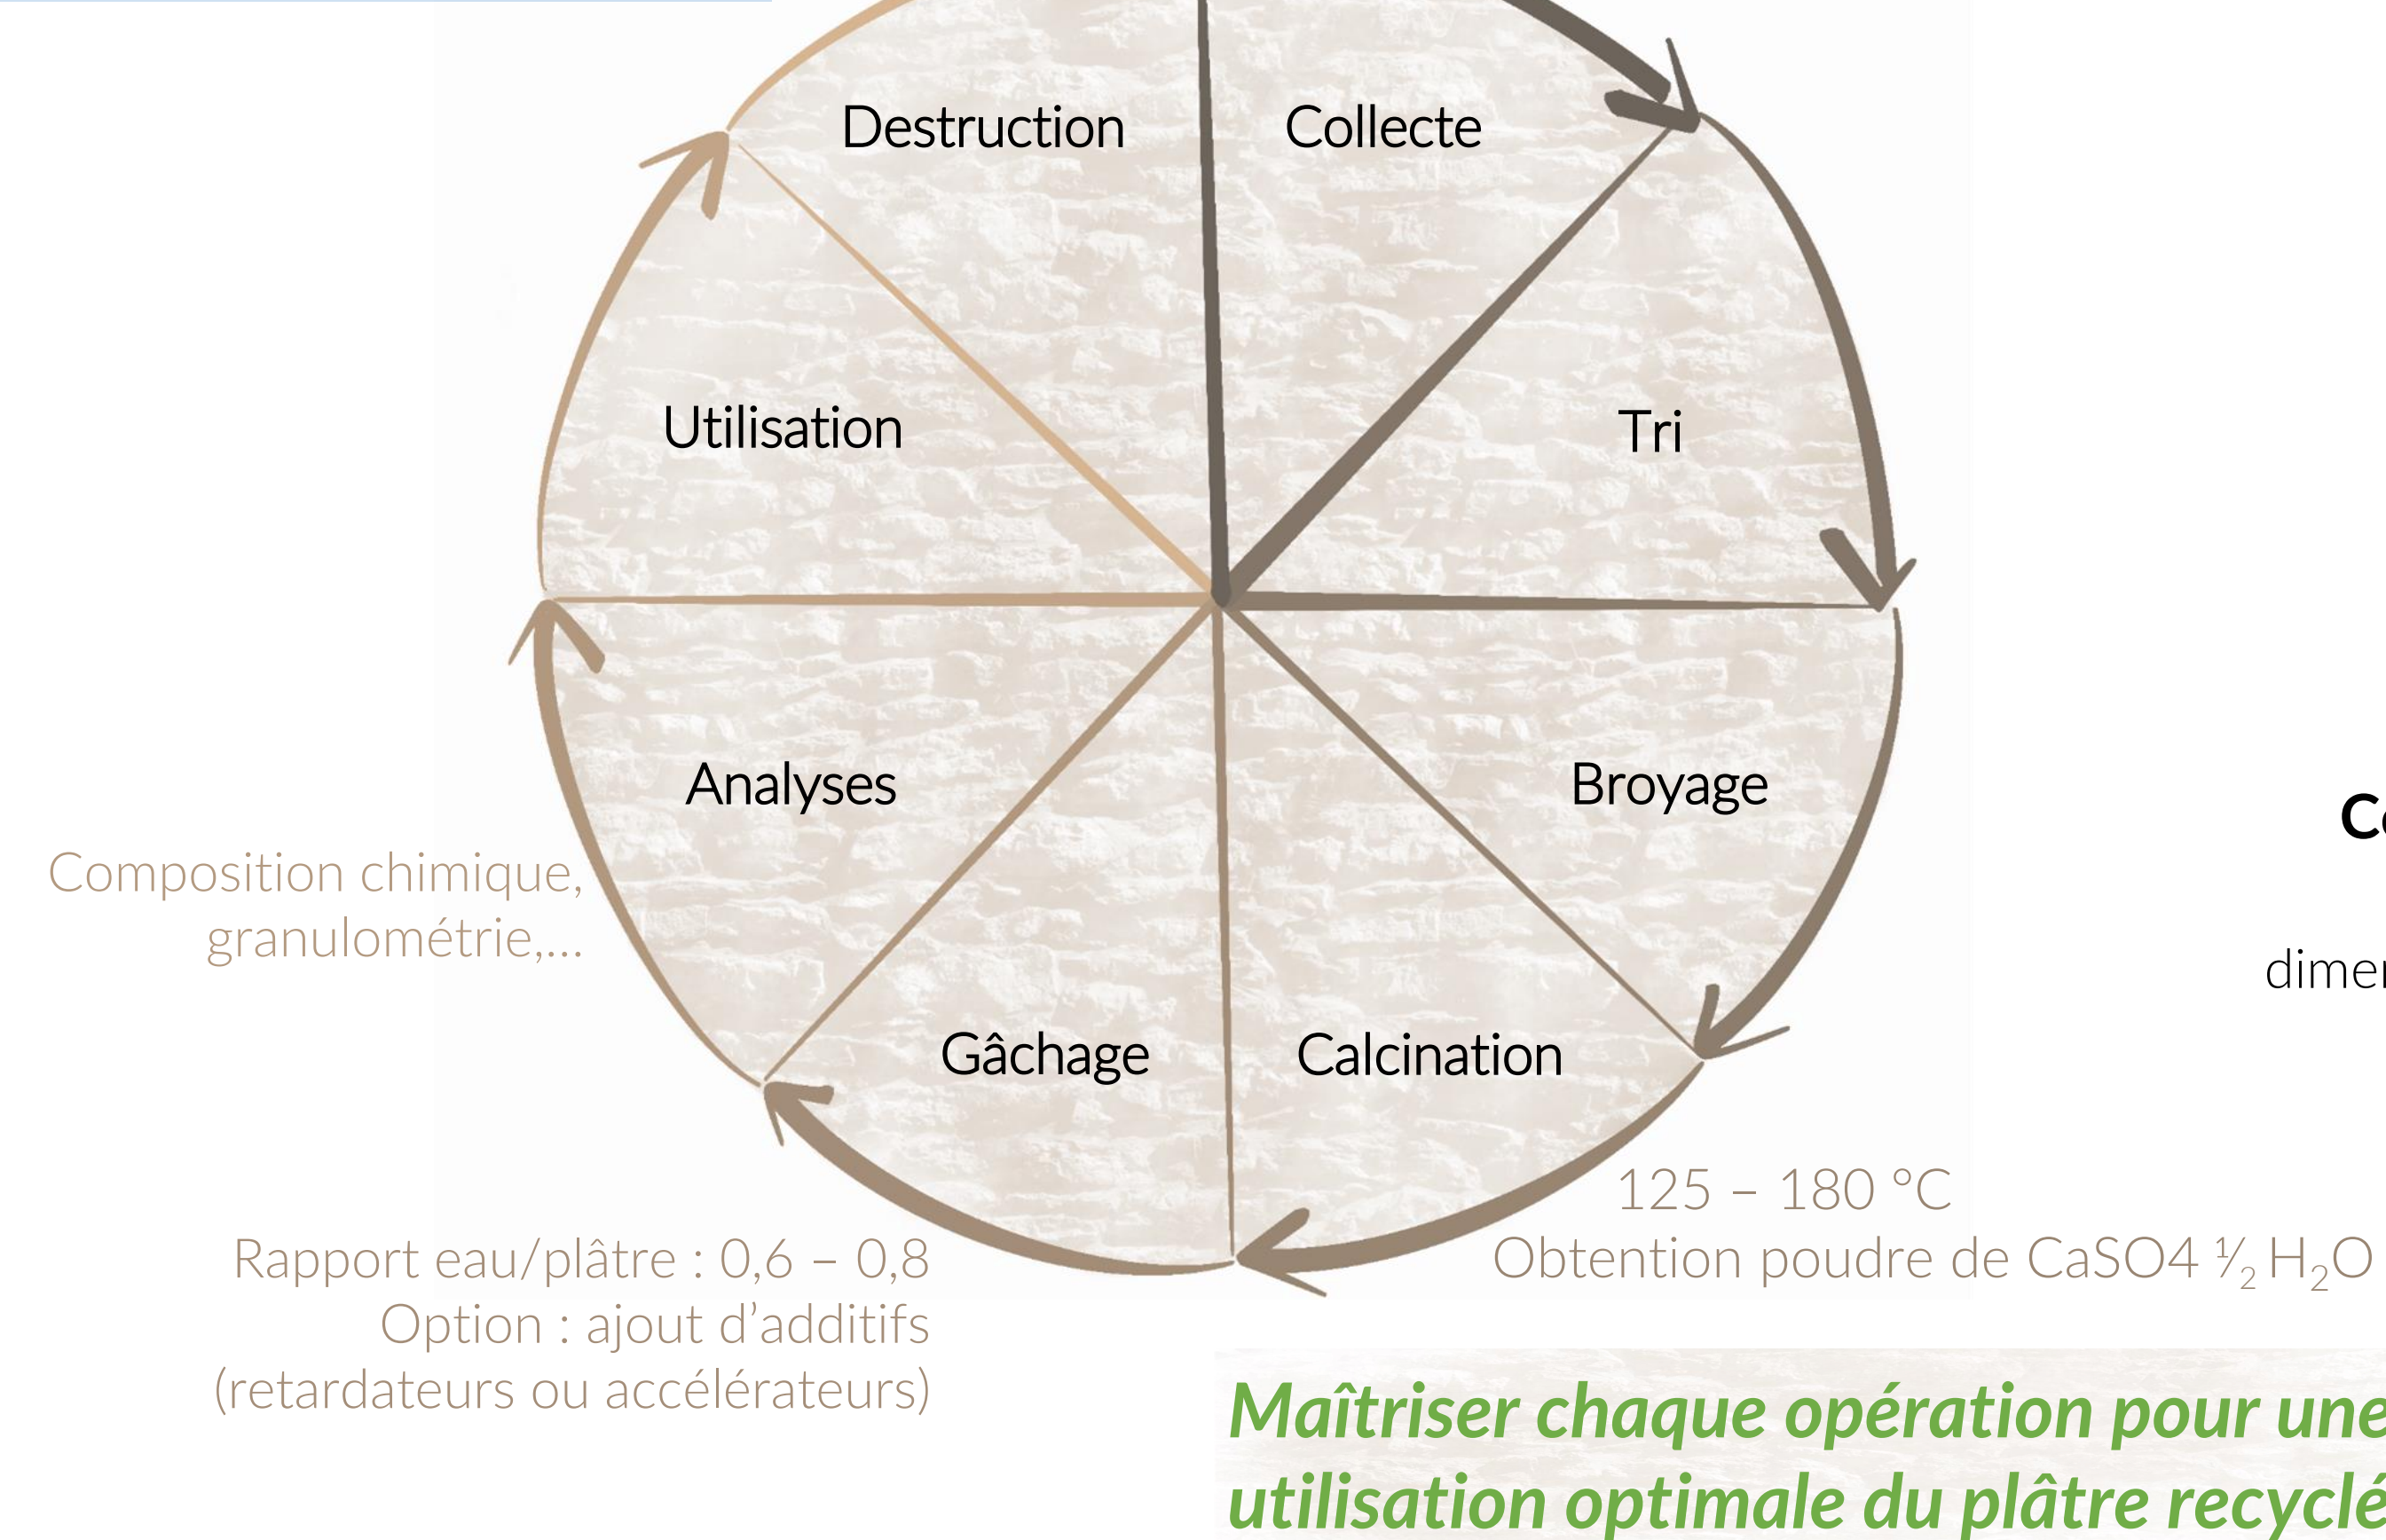 Destruction
Collecte
Utilisation
Tri
Analyses
Broyage
Composition chimique,
granulométrie,...
Gâchage
Calcination
125 – 180 °C
Obtention poudre de CaSO4 ½ H₂O
Rapport eau/plâtre : 0,6 – 0,8
Option : ajout d’additifs
(retardateurs ou accélérateurs)
Maîtriser chaque opération pour une
utilisation optimale du plâtre recyclé